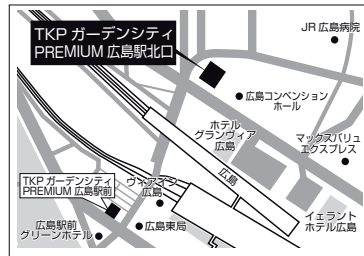 TKP ガーデンシティ
PREMIUM 広島駅北口
JR 広島病院
広島コンベンション
ホール
ホテル
グランヴィア
広島
マックスバリュ
エクスプレス
広島
TKP ガーデンシティ
PREMIUM 広島駅前
ヴィアイン
広島
イェラント
ホテル広島
広島駅前
グリーンホテル
広島東局